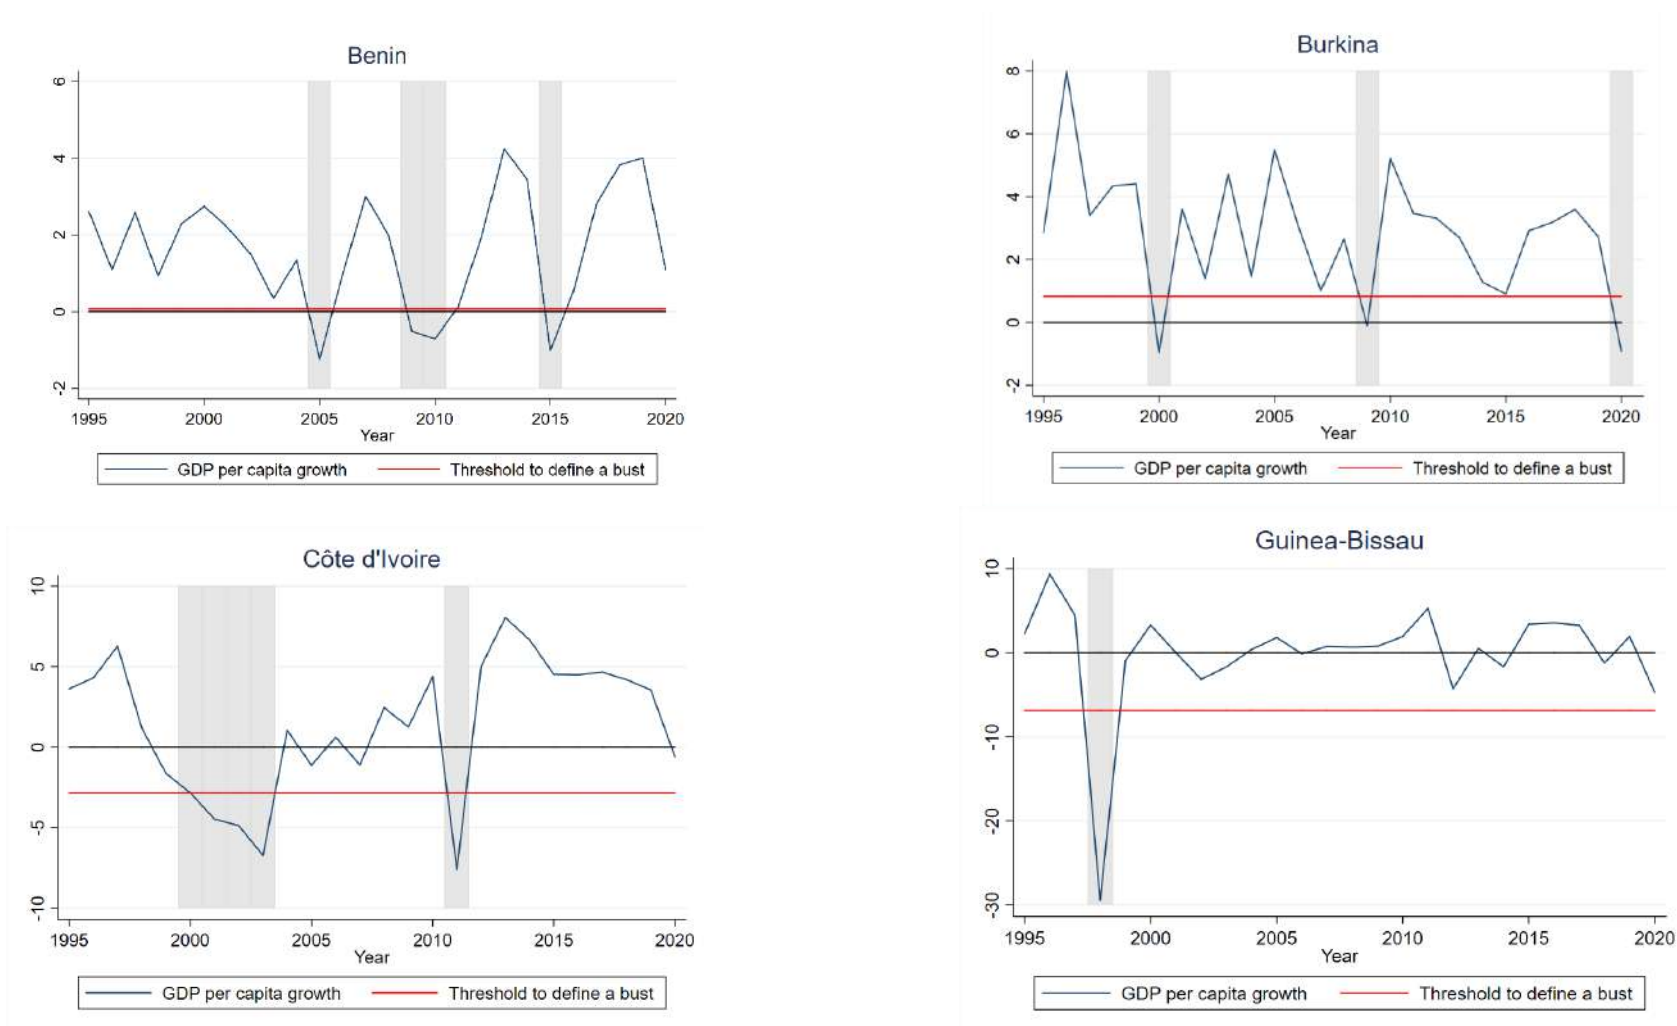 Benin
6
4
2
0
-2
1995 2000 2005 2010 2015 2020
Year
GDP per capita growth Threshold to define a bust
Burkina
8
6
4
2
0
-2
1995 2000 2005 2010 2015 2020
Year
GDP per capita growth Threshold to define a bust
Côte d'Ivoire
10
5
0
-5
-10
1995 2000 2005 2010 2015 2020
Year
GDP per capita growth Threshold to define a bust
Guinea-Bissau
10
0
-10
-20
-30
1995 2000 2005 2010 2015 2020
Year
GDP per capita growth Threshold to define a bust